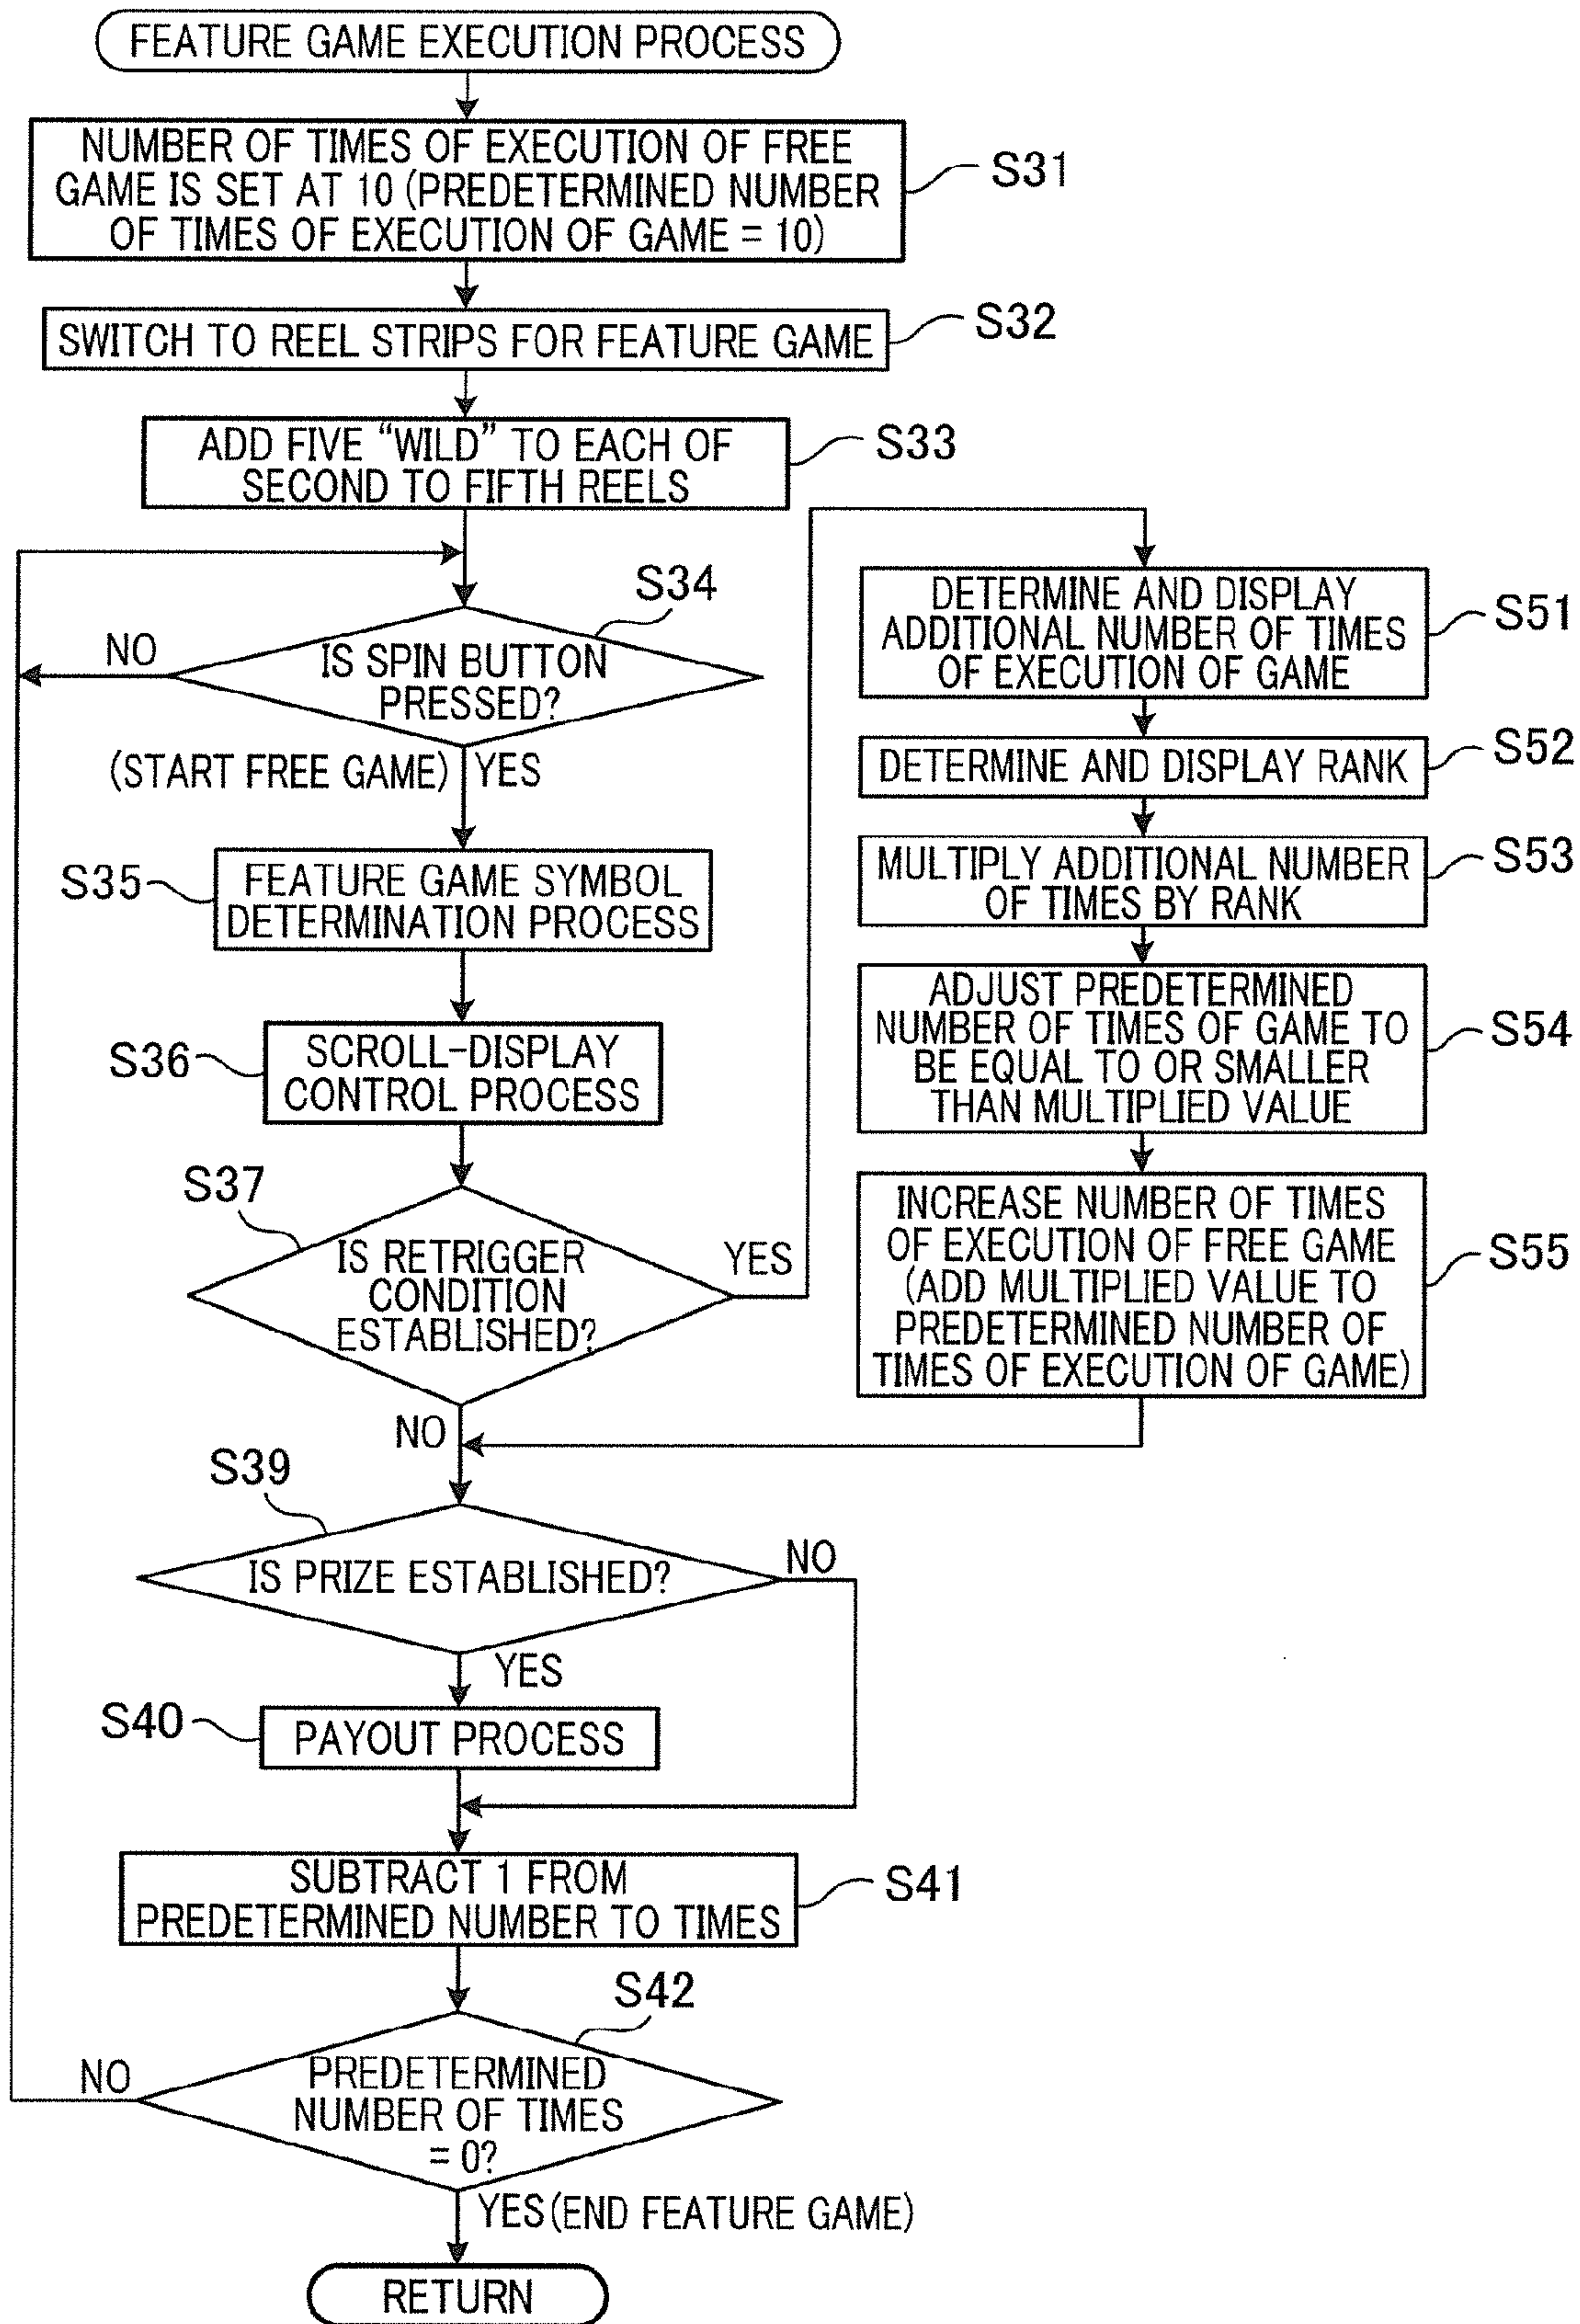 FEATURE GAME EXECUTION PROCESS
NUMBER OF TIMES OF EXECUTION OF FREE
GAME IS SET AT 10 (PREDETERMINED NUMBER
OF TIMES OF EXECUTION OF GAME = 10)
S31
SWITCH TO REEL STRIPS FOR FEATURE GAME
S32
ADD FIVE “WILD” TO EACH OF
SECOND TO FIFTH REELS
S33
S34
IS SPIN BUTTON
PRESSED?
NO
(START FREE GAME) YES
S35
FEATURE GAME SYMBOL
DETERMINATION PROCESS
S36
SCROLL-DISPLAY
CONTROL PROCESS
S37
IS RETRIGGER
CONDITION
ESTABLISHED?
YES
NO
DETERMINE AND DISPLAY
ADDITIONAL NUMBER OF TIMES
OF EXECUTION OF GAME
S51
DETERMINE AND DISPLAY RANK
S52
MULTIPLY ADDITIONAL NUMBER
OF TIMES BY RANK
S53
ADJUST PREDETERMINED
NUMBER OF TIMES OF GAME TO
BE EQUAL TO OR SMALLER
THAN MULTIPLIED VALUE
S54
INCREASE NUMBER OF TIMES
OF EXECUTION OF FREE GAME
(ADD MULTIPLIED VALUE TO
PREDETERMINED NUMBER OF
TIMES OF EXECUTION OF GAME)
S55
S39
IS PRIZE ESTABLISHED?
NO
YES
S40
PAYOUT PROCESS
SUBTRACT 1 FROM
PREDETERMINED NUMBER TO TIMES
S41
S42
PREDETERMINED
NUMBER OF TIMES
= 0?
NO
YES (END FEATURE GAME)
RETURN